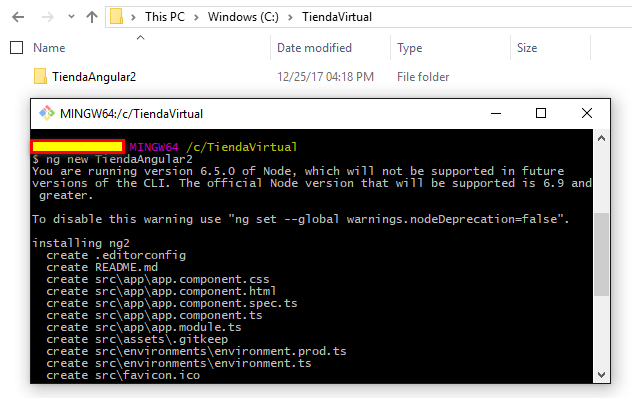 This PC > Windows (C:) > TiendaVirtual
Name Date modified Type Size
TiendaAngular2 12/25/17 04:18 PM File folder
MINGW64:/c/TiendaVirtual
MINGW64 /c/TiendaVirtual
$ ng new TiendaAngular2
You are running version 6.5.0 of Node, which will not be supported in future
versions of the CLI. The official Node version that will be supported is 6.9 and
greater.
To disable this warning use "ng set --global warnings.nodeDeprecation=false".
installing ng2
create .editorconfig
create README.md
create src\app\app.component.css
create src\app\app.component.html
create src\app\app.component.spec.ts
create src\app\app.component.ts
create src\app\app.module.ts
create src\assets\.gitkeep
create src\environments\environment.prod.ts
create src\environments\environment.ts
create src\favicon.ico